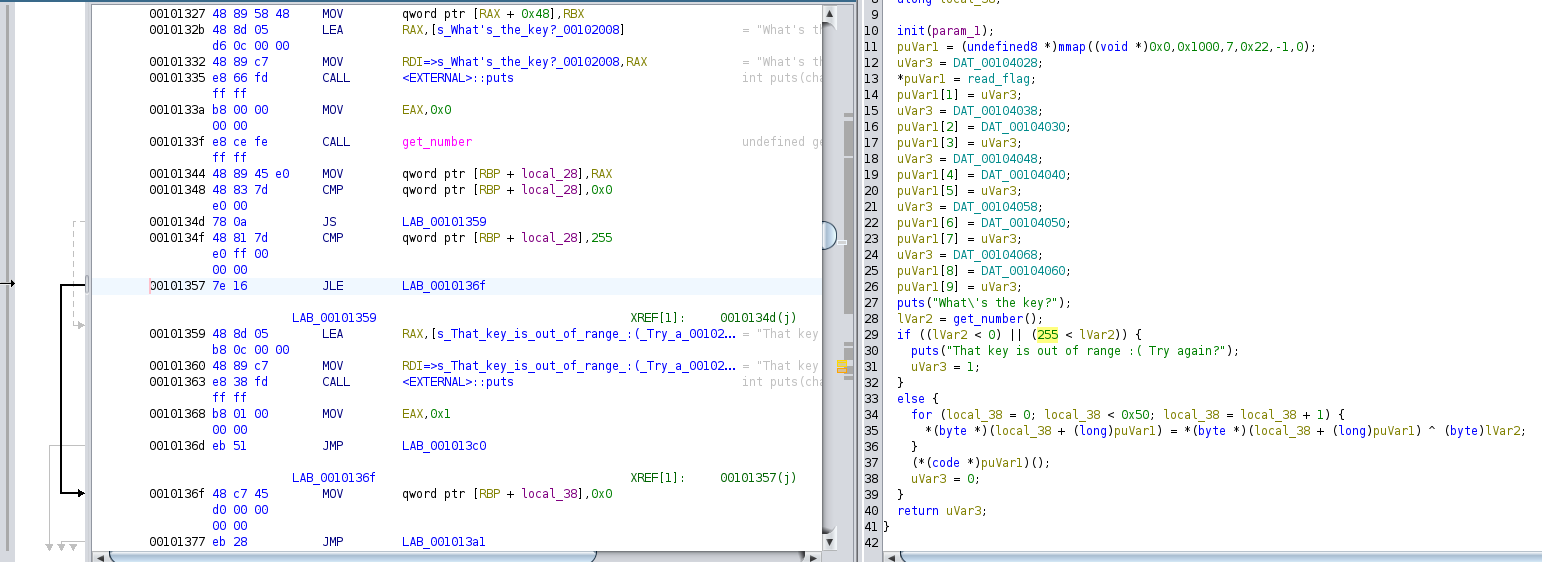 00101327 48 89 58 48 MOV qword ptr [RAX + 0x48],RBX
0010132b 48 8d 05 LEA RAX,[s_What's_the_key?_00102008] = "What's th
d6 0c 00 00
00101332 48 89 c7 MOV RDI=>s_What's_the_key?_00102008,RAX = "What's th
00101335 e8 66 fd CALL <EXTERNAL>::puts int puts(cha
ff ff
0010133a b8 00 00 MOV EAX,0x0
00 00
0010133f e8 ce fe CALL get_number undefined ge
ff ff
00101344 48 89 45 e0 MOV qword ptr [RBP + local_28],RAX
00101348 48 83 7d CMP qword ptr [RBP + local_28],0x0
e0 00
0010134d 78 0a JS LAB_00101359
0010134f 48 81 7d CMP qword ptr [RBP + local_28],255
e0 ff 00
00 00
00101357 7e 16 JLE LAB_0010136f
LAB_00101359 XREF[1]: 0010134d(j)
00101359 48 8d 05 LEA RAX,[s_That_key_is_out_of_range_:(_Try_a_00102... = "That key
b8 0c 00 00
00101360 48 89 c7 MOV RDI=>s_That_key_is_out_of_range_:(_Try_a_00102... = "That key
00101363 e8 38 fd CALL <EXTERNAL>::puts int puts(cha
ff ff
00101368 b8 01 00 MOV EAX,0x1
00 00
0010136d eb 51 JMP LAB_001013c0
LAB_0010136f XREF[1]: 00101357(j)
0010136f 48 c7 45 MOV qword ptr [RBP + local_38],0x0
d0 00 00
00 00
00101377 eb 28 JMP LAB_001013a1
9
10 init(param_1);
11 puVar1 = (undefined8 *)mmap((void *)0x0,0x1000,7,0x22,-1,0);
12 uVar3 = DAT_00104028;
13 *puVar1 = read_flag;
14 puVar1[1] = uVar3;
15 uVar3 = DAT_00104038;
16 puVar1[2] = DAT_00104030;
17 puVar1[3] = uVar3;
18 uVar3 = DAT_00104048;
19 puVar1[4] = DAT_00104040;
20 puVar1[5] = uVar3;
21 uVar3 = DAT_00104058;
22 puVar1[6] = DAT_00104050;
23 puVar1[7] = uVar3;
24 uVar3 = DAT_00104068;
25 puVar1[8] = DAT_00104060;
26 puVar1[9] = uVar3;
27 puts("What\'s the key?");
28 lVar2 = get_number();
29 if ((lVar2 < 0) || (255 < lVar2)) {
30 puts("That key is out of range :( Try again?");
31 uVar3 = 1;
32 }
33 else {
34 for (local_38 = 0; local_38 < 0x50; local_38 = local_38 + 1) {
35 *(byte *)(local_38 + (long)puVar1) = *(byte *)(local_38 + (long)puVar1) ^ (byte)lVar2;
36 }
37 (*(code *)puVar1)();
38 uVar3 = 0;
39 }
40 return uVar3;
41 }
42